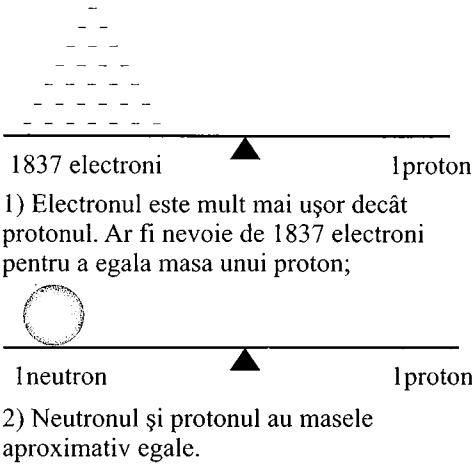 1837 electroni 1proton
1) Electronul este mult mai uşor decât
protonul. Ar fi nevoie de 1837 electroni
pentru a egala masa unui proton;
1neutron 1proton
2) Neutronul şi protonul au masele
aproximativ egale.